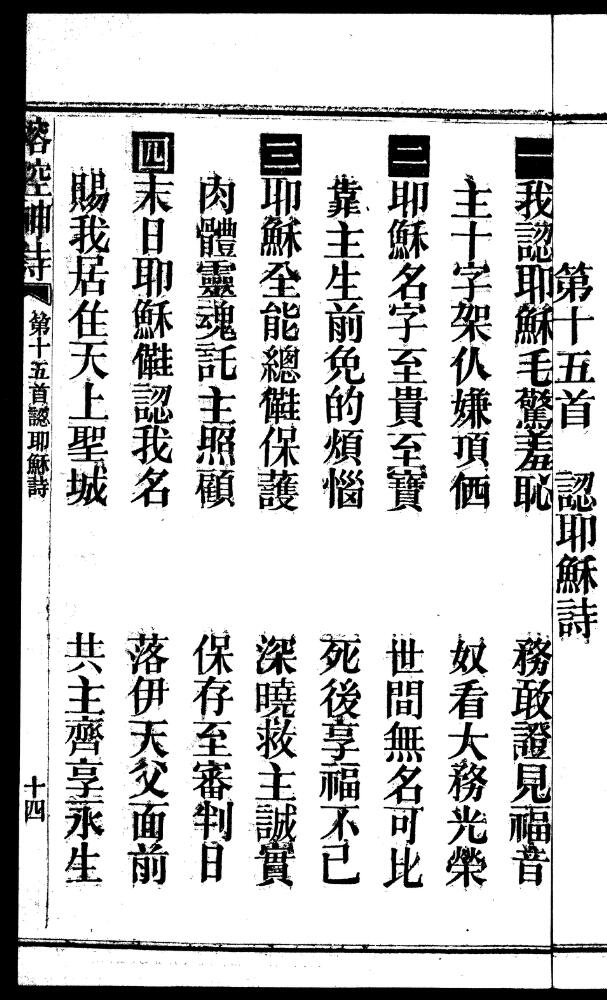 第十五首 認耶穌詩
一 我認耶穌毛驚羞恥 務敢證見福音
主十字架仈嫌項𠊎 奴看大務光榮
二 耶穌名字至貴至寶 世間無名可比
靠主生前免的煩惱 死後享福不已
三 耶穌全能總儺保護 深曉救主誠實
肉體靈魂託主照顧 保存至審判日
四 末日耶穌儺認我名 落伊天父面前
賜我居住天上聖城 共主齊享永生
榕腔神詩 第十五首認耶穌詩 十四